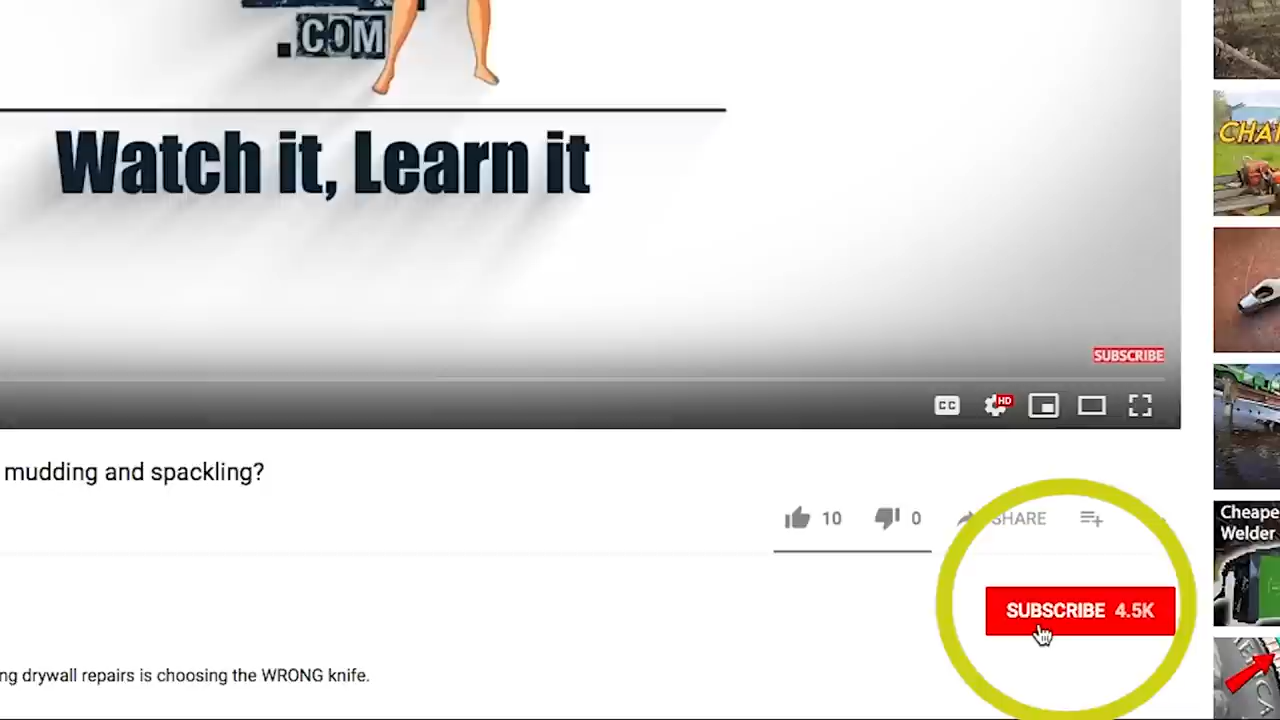 .COM
Watch it, Learn it
SUBSCRIBE
CC
HD
mudding and spackling?
10
0
SHARE
SUBSCRIBE 4.5K
ng drywall repairs is choosing the WRONG knife.
CHA
Cheape
Welder